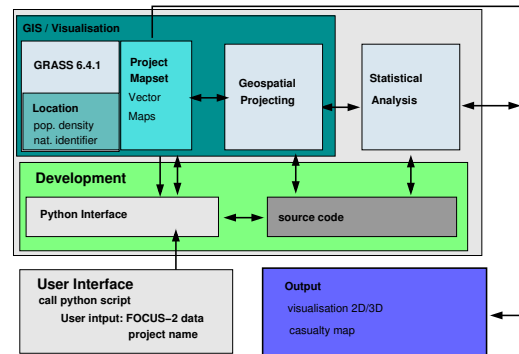 GIS / Visualisation
GRASS 6.4.1
Location
pop. density
nat. identifier
Project
Mapset
Vector
Maps
Geospatial
Projecting
Statistical
Analysis
Development
Python Interface
source code
User Interface
call python script
User intput: FOCUS−2 data
project name
Output
visualisation 2D/3D
casualty map